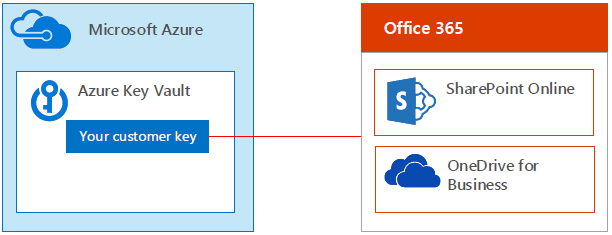 Microsoft Azure
Azure Key Vault
Your customer key
Office 365
SharePoint Online
OneDrive for
Business